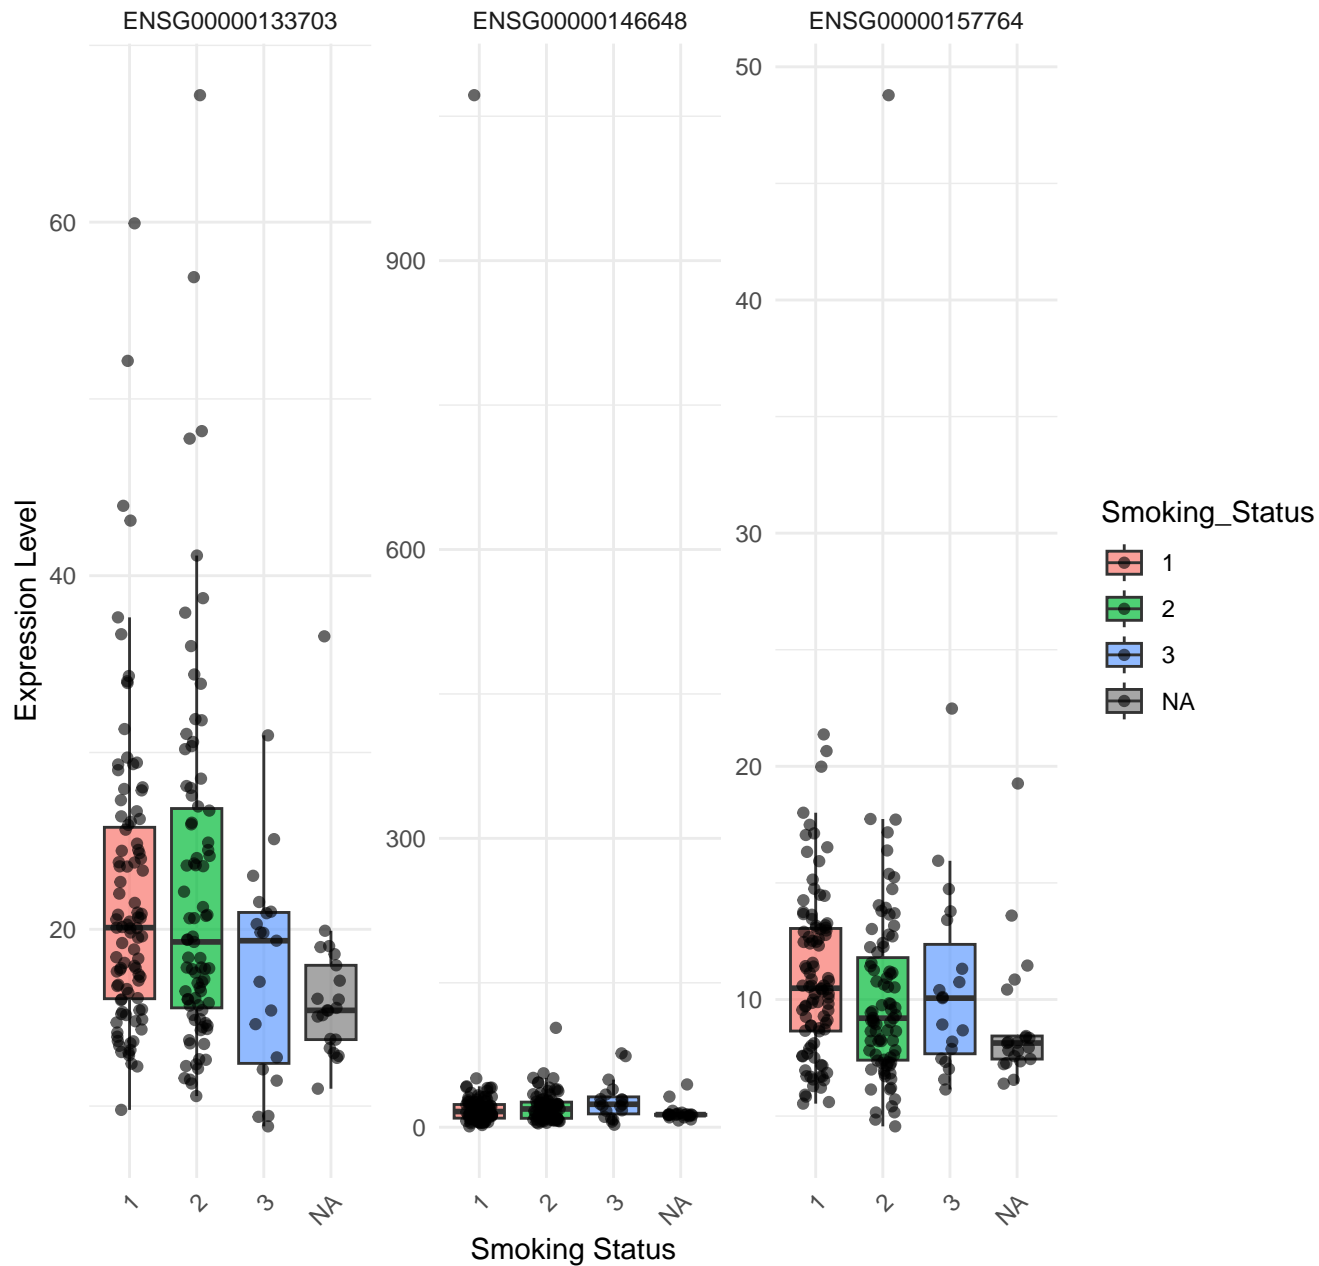 ENSG00000133703 ENSG00000146648 ENSG00000157764
Expression Level
60
40
20
900
600
300
0
50
40
30
20
10
1 2 3 NA
1 2 3 NA
1 2 3 NA
Smoking Status
Smoking_Status
1
2
3
NA